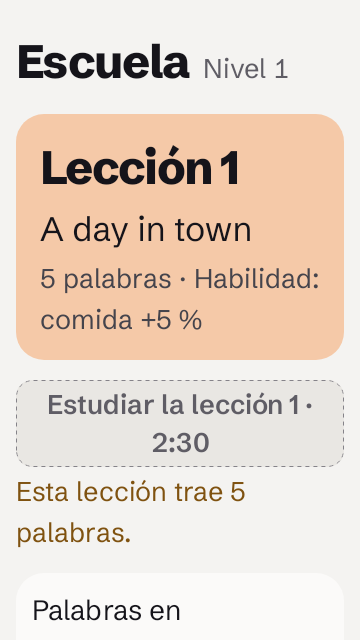 Escuela Nivel 1
Lección 1
A day in town
5 palabras · Habilidad:
comida +5 %
Estudiar la lección 1 ·
2:30
Esta lección trae 5
palabras.
Palabras en